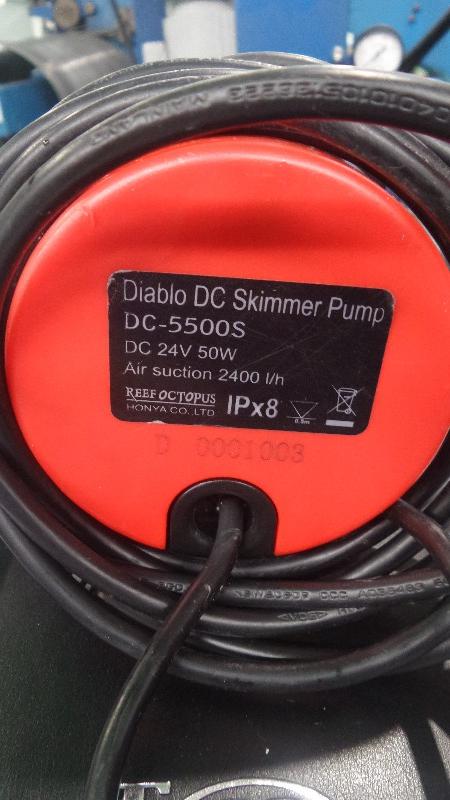 Diablo DC Skimmer Pump
DC-5500S
DC 24V 50W
Air suction 2400 l/h
REEF OCTOPUS
HONYA CO.,LTD
IPx8
D 0001003